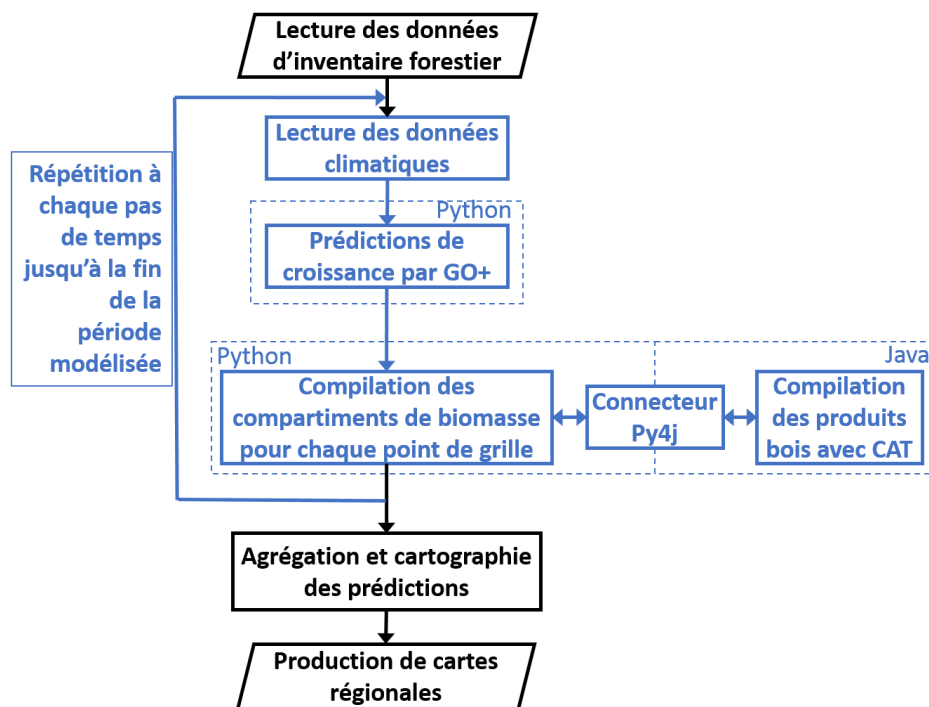 Lecture des données
d'inventaire forestier
Lecture des données
climatiques
Répétition à
chaque pas
de temps
jusqu'à la fin
de la
période
modélisée
Python
Prédictions de
croissance par GO+
Python
Java
Compilation des
compartiments de biomasse
pour chaque point de grille
Connecteur
Py4j
Compilation
des produits
bois avec CAT
Agrégation et cartographie
des prédictions
Production de cartes
régionales